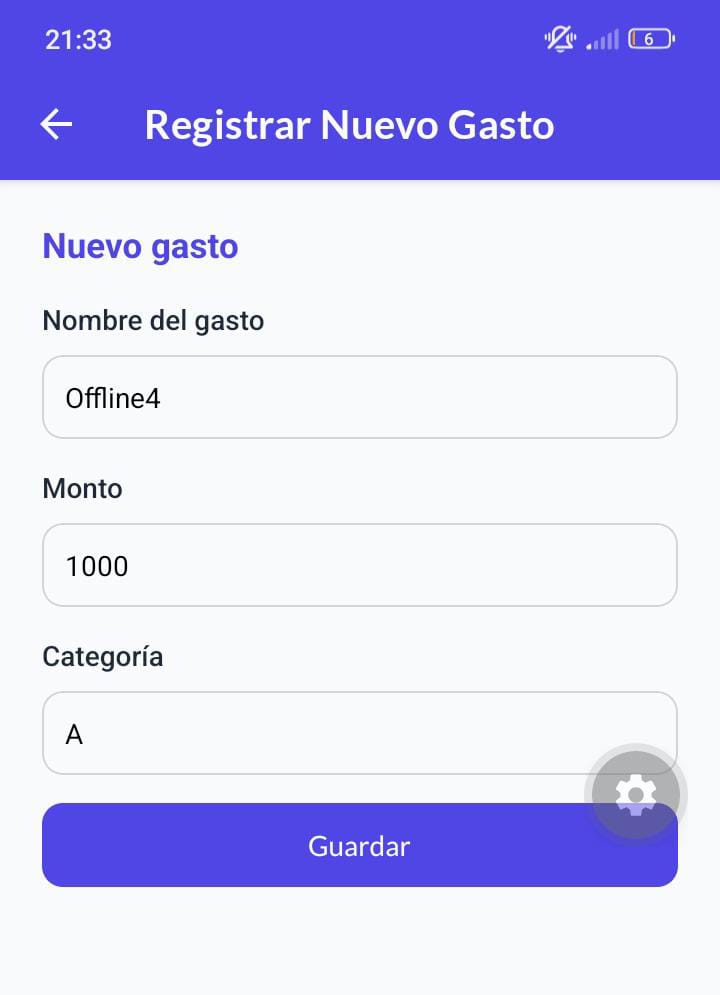 21:33
6
Registrar Nuevo Gasto
Nuevo gasto
Nombre del gasto
Offline4
Monto
1000
Categoría
A
Guardar